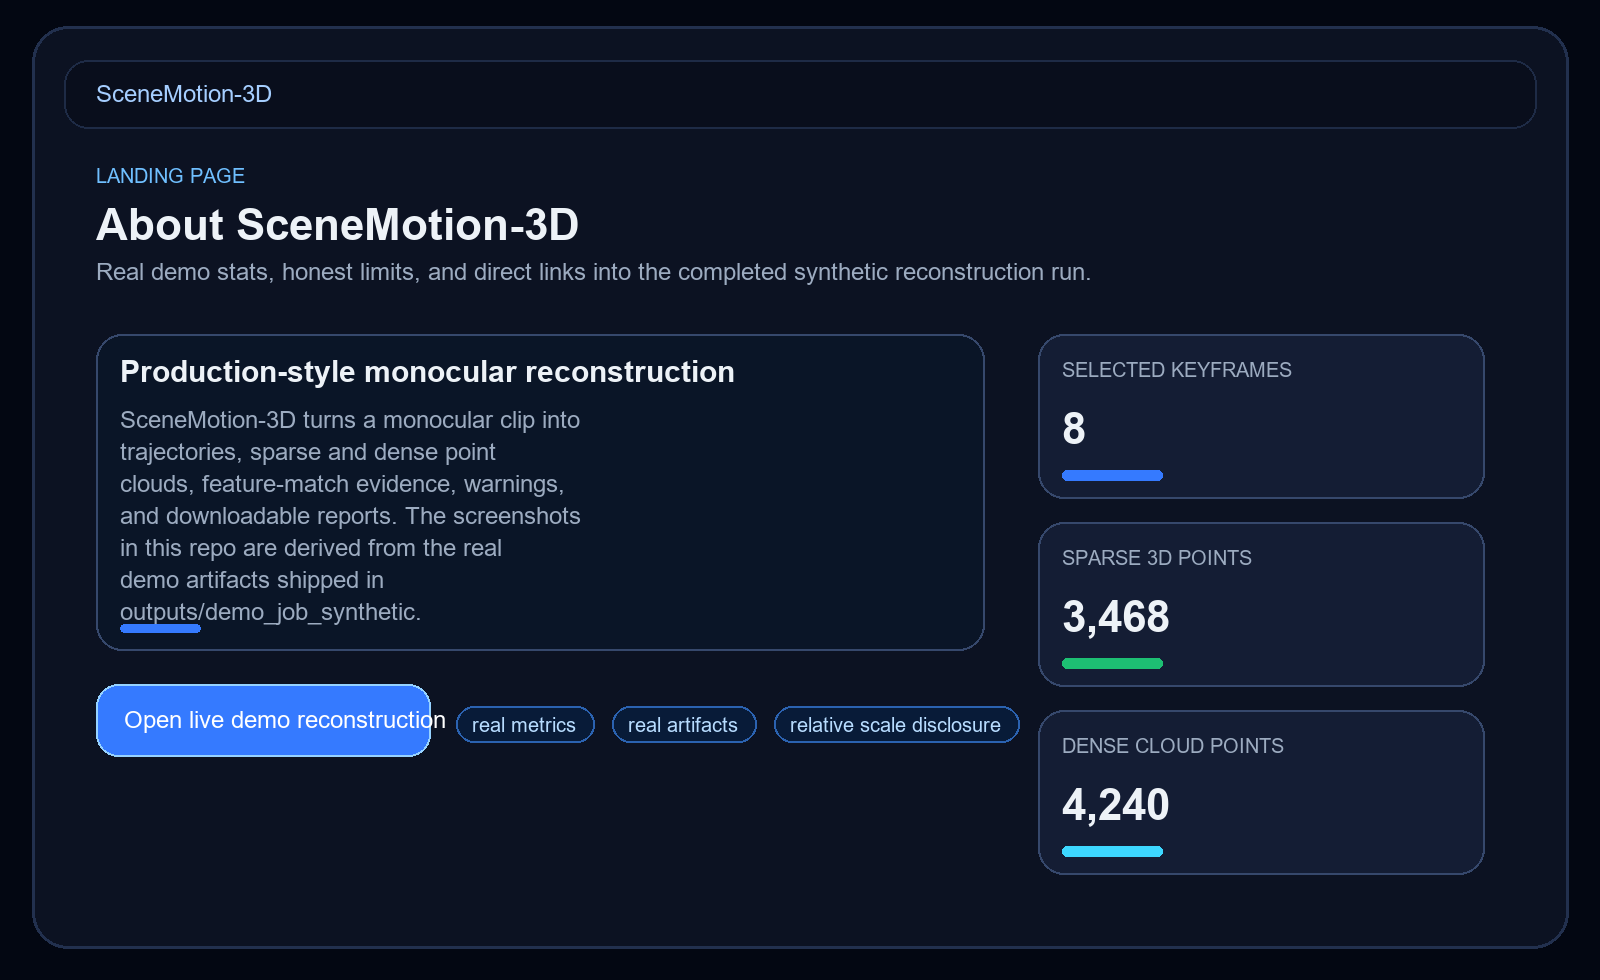 SceneMotion-3D
LANDING PAGE
About SceneMotion-3D
Real demo stats, honest limits, and direct links into the completed synthetic reconstruction run.
Production-style monocular reconstruction
SceneMotion-3D turns a monocular clip into
trajectories, sparse and dense point
clouds, feature-match evidence, warnings,
and downloadable reports. The screenshots
in this repo are derived from the real
demo artifacts shipped in
outputs/demo_job_synthetic.
Open live demo reconstruction
real metrics
real artifacts
relative scale disclosure
SELECTED KEYFRAMES
8
SPARSE 3D POINTS
3,468
DENSE CLOUD POINTS
4,240